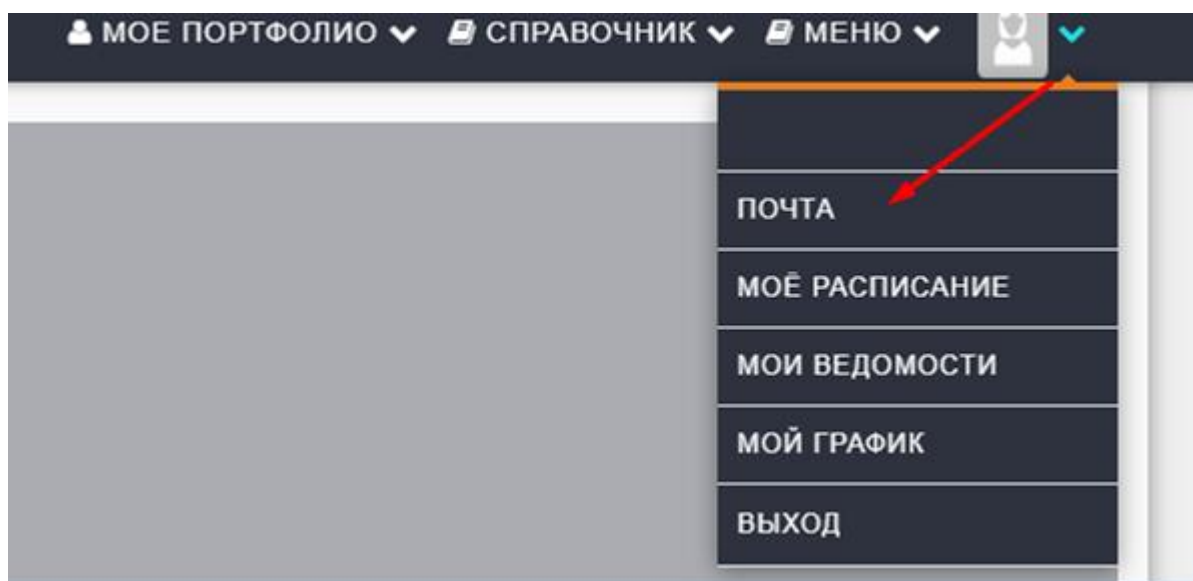 МОЕ ПОРТФОЛИО СПРАВОЧНИК МЕНЮ
ПОЧТА
МОЁ РАСПИСАНИЕ
МОИ ВЕДОМОСТИ
МОЙ ГРАФИК
ВЫХОД